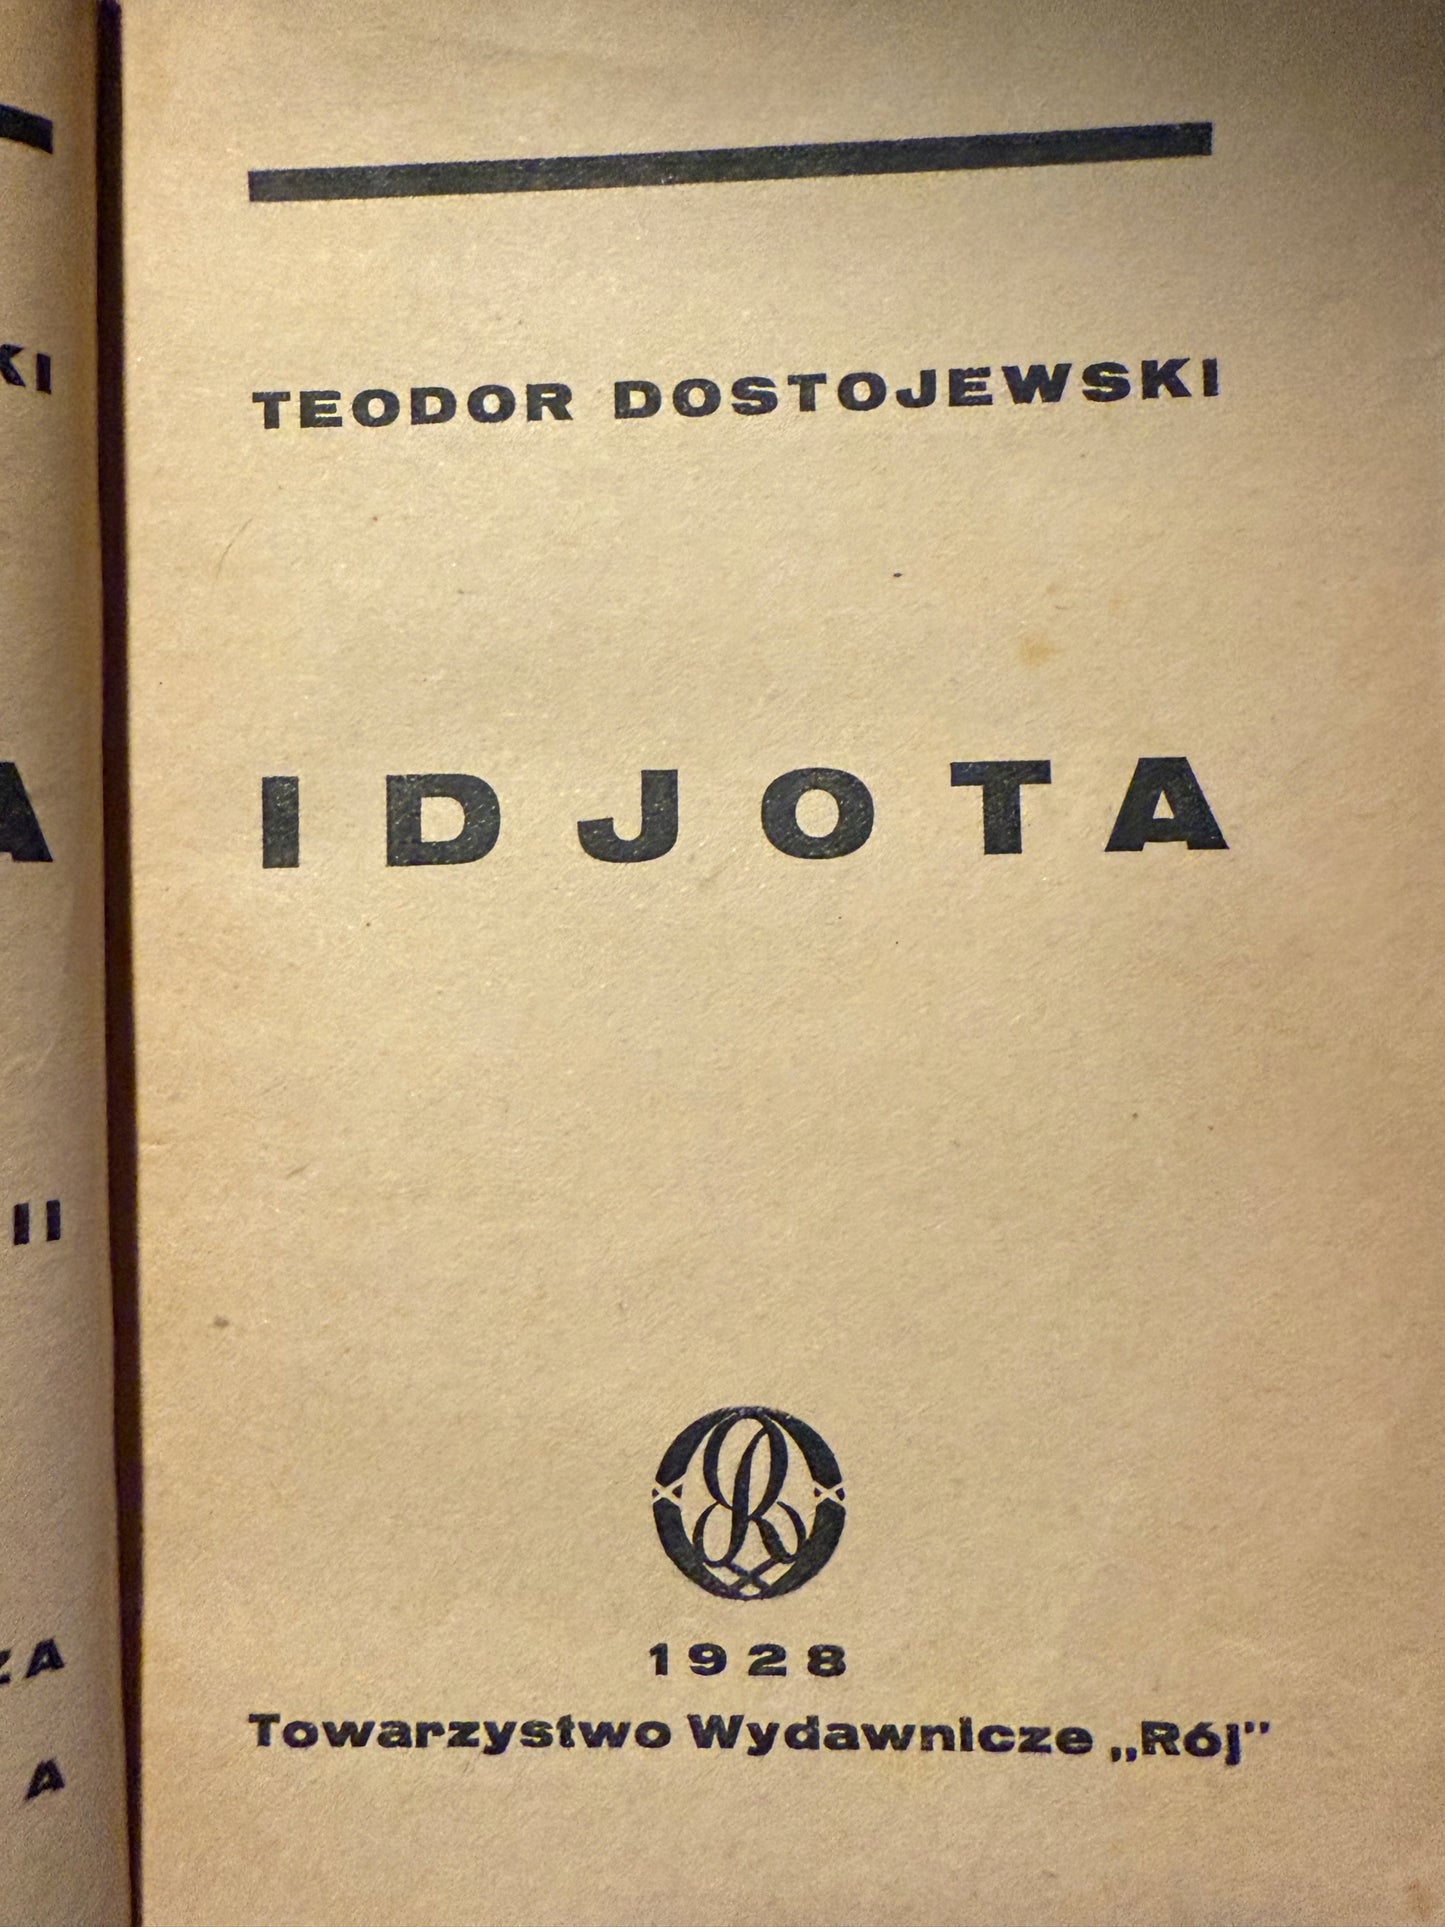 TEODOR DOSTOJEWSKI
IDJOTA
R
1928
Towarzystwo Wydawnicze „Rój”